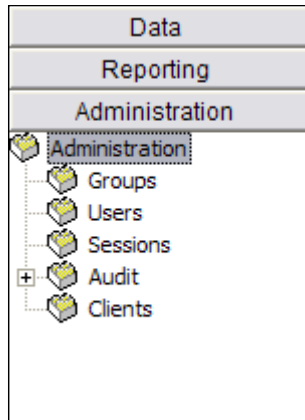 Data
Reporting
Administration
Administration
Groups
Users
Sessions
Audit
Clients